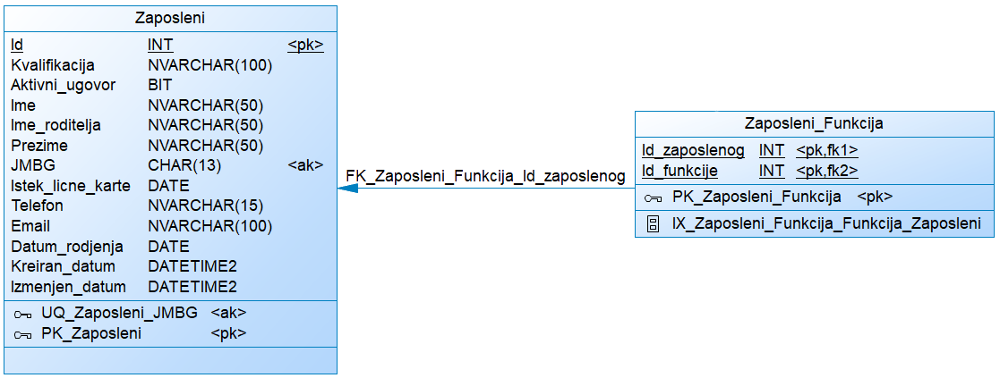 Zaposleni
Id INT <pk>
Kvalifikacija NVARCHAR(100)
Aktivni_ugovor BIT
Ime NVARCHAR(50)
Ime_roditelja NVARCHAR(50)
Prezime NVARCHAR(50)
JMBG CHAR(13) <ak>
Istek_licne_karte DATE
Telefon NVARCHAR(15)
Email NVARCHAR(100)
Datum_rodjenja DATE
Kreiran_datum DATETIME2
Izmenjen_datum DATETIME2
UQ_Zaposleni_JMBG <ak>
PK_Zaposleni <pk>
FK_Zaposleni_Funkcija_Id_zaposlenog
Zaposleni_Funkcija
Id_zaposlenog INT <pk,fk1>
Id_funkcije INT <pk,fk2>
PK_Zaposleni_Funkcija <pk>
IX_Zaposleni_Funkcija_Funkcija_Zaposleni